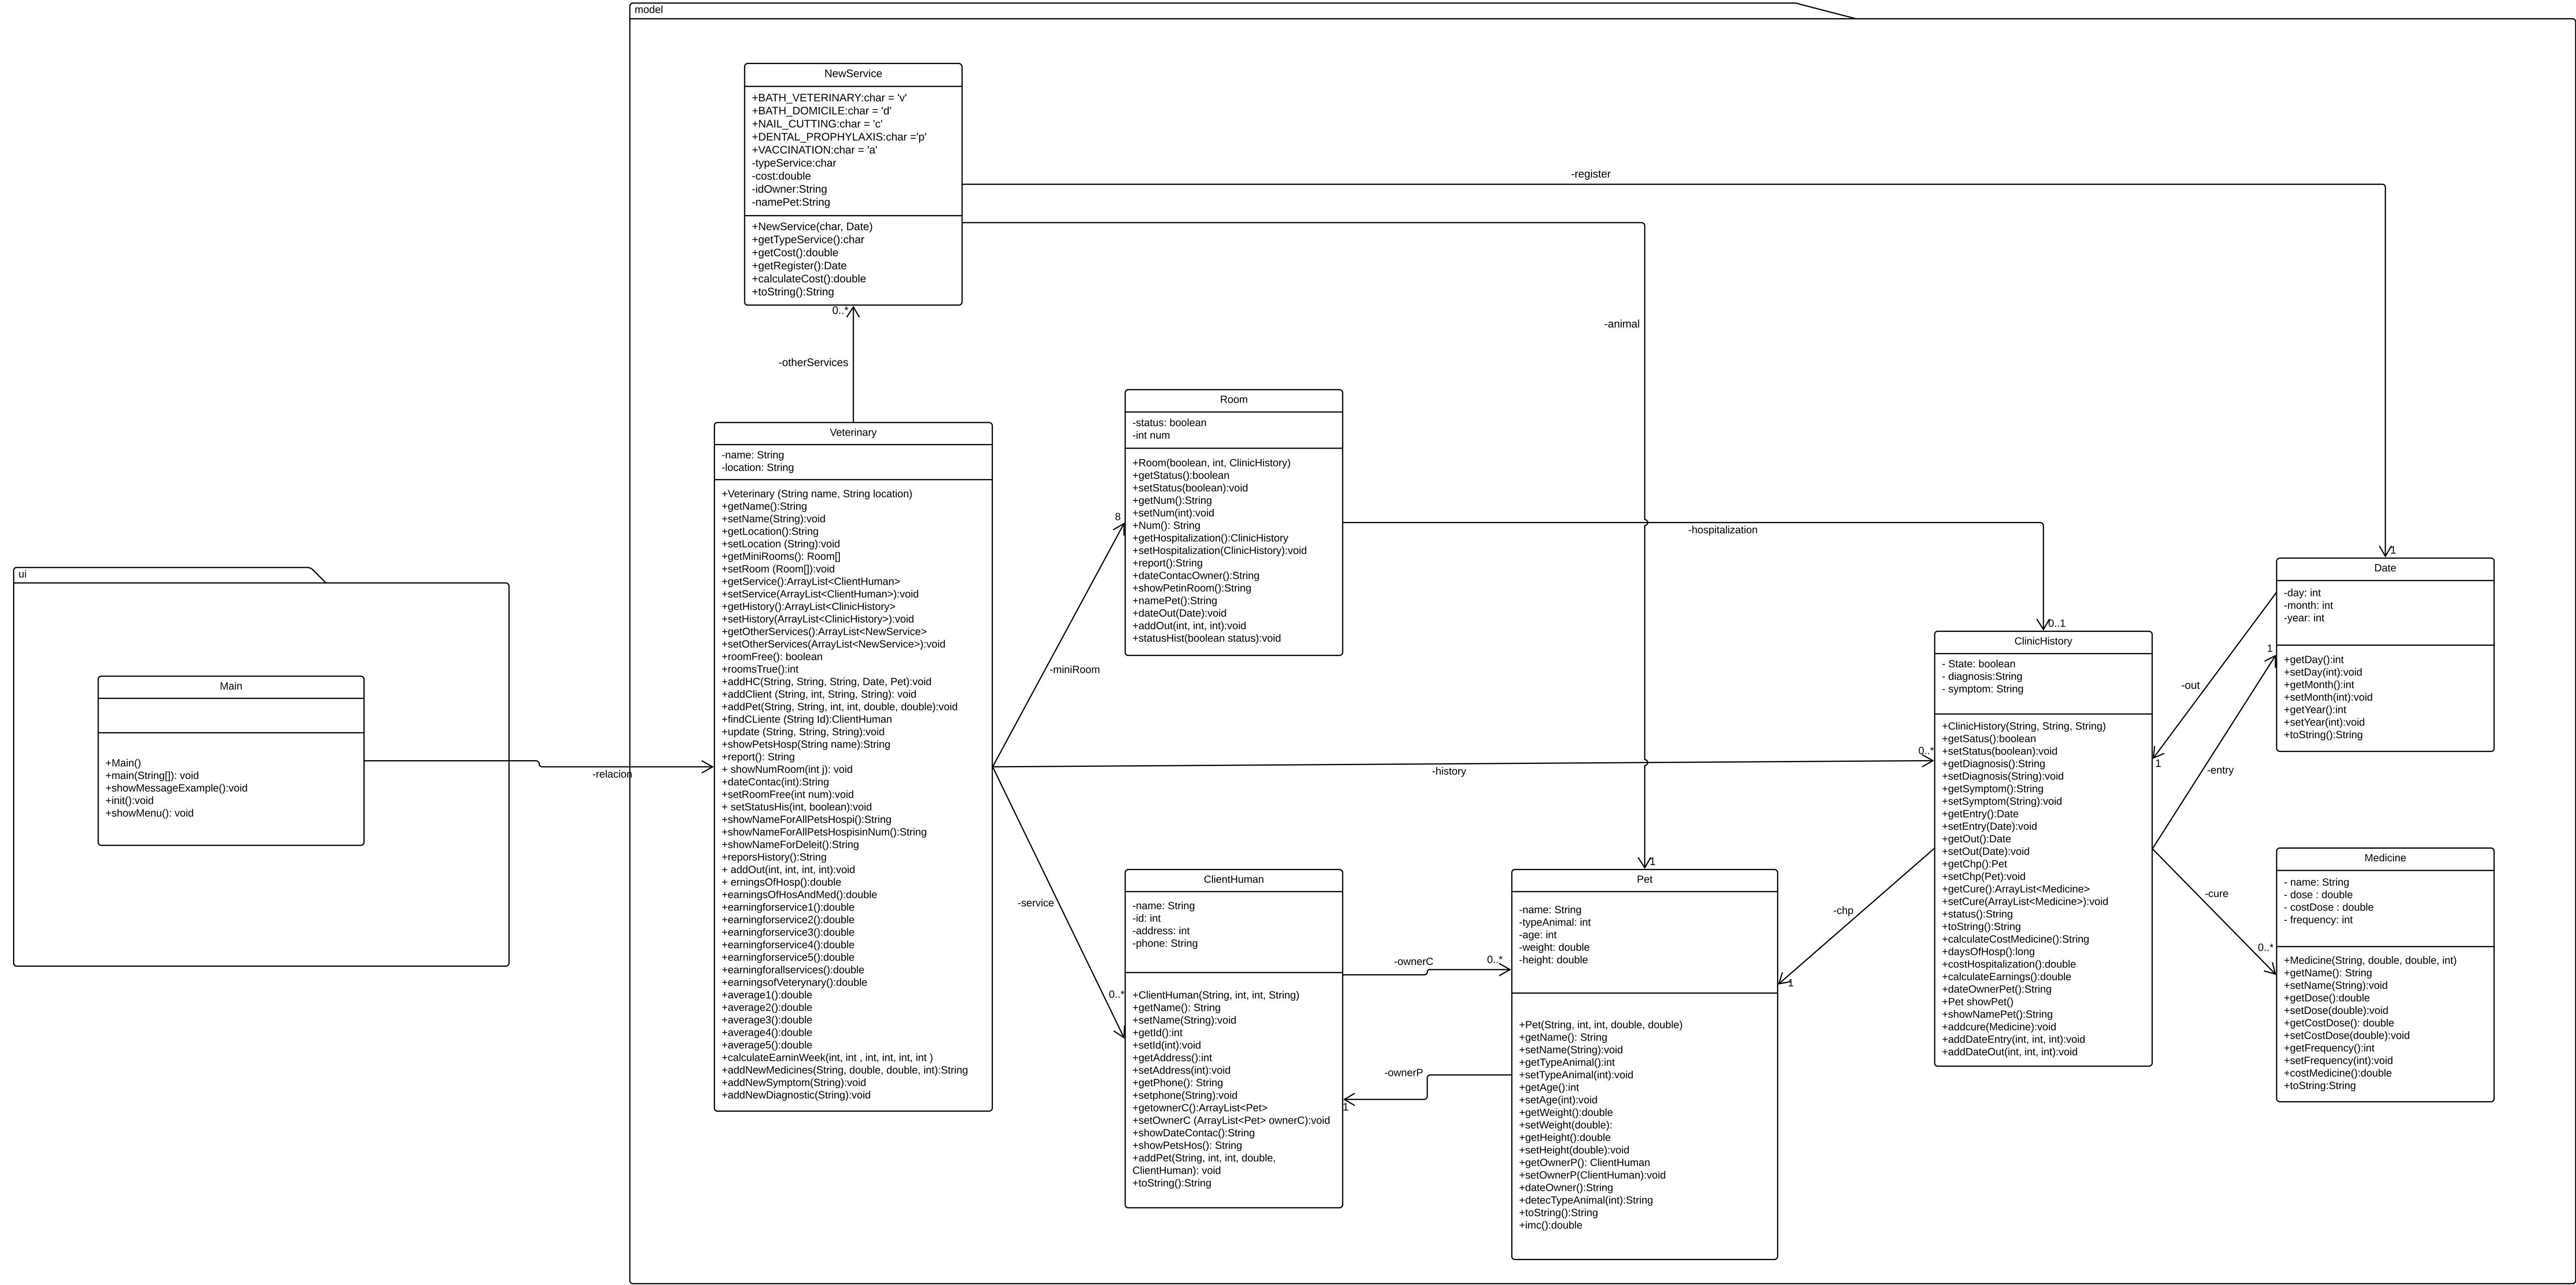 model
NewService
+BATH_VETERINARY:char = 'v'
+BATH_DOMICILE:char = 'd'
+NAIL_CUTTING:char = 'c'
+DENTAL_PROPHYLAXIS:char ='p'
+VACCINATION:char = 'a'
-typeService:char
-cost:double
-idOwner:String
-namePet:String
+NewService(char, Date)
+getTypeService():char
+getCost():double
+getRegister():Date
+calculateCost():double
+toString():String
-register
-animal
0..*
-otherServices
Veterinary
-name: String
-location: String
+Veterinary (String name, String location)
+getName():String
+setName(String):void
+getLocation():String
+setLocation (String):void
+getMiniRooms(): Room[]
+setRoom (Room[]):void
+getService():ArrayList<ClientHuman>
+setService(ArrayList<ClientHuman>):void
+getHistory():ArrayList<ClinicHistory>
+setHistory(ArrayList<ClinicHistory>):void
+getOtherServices():ArrayList<NewService>
+setOtherServices(ArrayList<NewService>):void
+roomFree(): boolean
+roomsTrue():int
+addHC(String, String, String, Date, Pet):void
+addClient (String, int, String, String): void
+addPet(String, String, int, int, double, double):void
+findCLiente (String Id):ClientHuman
+update (String, String, String):void
+showPetsHosp(String name):String
+report(): String
+ showNumRoom(int j): void
+dateContac(int):String
+setRoomFree(int num):void
+ setStatusHis(int, boolean):void
+showNameForAllPetsHospi():String
+showNameForAllPetsHospisinNum():String
+showNameForDeleit():String
+reporsHistory():String
+ addOut(int, int, int, int):void
+ erningsOfHosp():double
+earningsOfHosAndMed():double
+earningforservice1():double
+earningforservice2():double
+earningforservice3():double
+earningforservice4():double
+earningforservice5():double
+earningforallservices():double
+earningsofVeterynary():double
+average1():double
+average2():double
+average3():double
+average4():double
+average5():double
+calculateEarninWeek(int, int , int, int, int, int )
+addNewMedicines(String, double, double, int):String
+addNewSymptom(String):void
+addNewDiagnostic(String):void
Room
-status: boolean
-int num
+Room(boolean, int, ClinicHistory)
+getStatus():boolean
+setStatus(boolean):void
+getNum():String
+setNum(int):void
+Num(): String
+getHospitalization():ClinicHistory
+setHospitalization(ClinicHistory):void
+report():String
+dateContacOwner():String
+showPetinRoom():String
+namePet():String
+dateOut(Date):void
+addOut(int, int, int):void
+statusHist(boolean status):void
8
-miniRoom
-hospitalization
0..1
ui
Main
+Main()
+main(String[]): void
+showMessageExample():void
+init():void
+showMenu(): void
-relacion
-history
0..*
-service
0..*
ClientHuman
-name: String
-id: int
-address: int
-phone: String
+ClientHuman(String, int, int, String)
+getName(): String
+setName(String):void
+getId():int
+setId(int):void
+getAddress():int
+setAddress(int):void
+getPhone(): String
+setphone(String):void
+getownerC():ArrayList<Pet>
+setOwnerC (ArrayList<Pet> ownerC):void
+showDateContac():String
+showPetsHos(): String
+addPet(String, int, int, double,
ClientHuman): void
+toString():String
-ownerC
0..*
-ownerP
1
1
Pet
-name: String
-typeAnimal: int
-age: int
-weight: double
-height: double
+Pet(String, int, int, double, double)
+getName(): String
+setName(String):void
+getTypeAnimal():int
+setTypeAnimal(int):void
+getAge():int
+setAge(int):void
+getWeight():double
+setWeight(double):
+getHeight():double
+setHeight(double):void
+getOwnerP(): ClientHuman
+setOwnerP(ClientHuman):void
+dateOwner():String
+detecTypeAnimal(int):String
+toString():String
+imc():double
-chp
1
ClinicHistory
- State: boolean
- diagnosis:String
- symptom: String
+ClinicHistory(String, String, String)
+getSatus():boolean
+setStatus(boolean):void
+getDiagnosis():String
+setDiagnosis(String):void
+getSymptom():String
+setSymptom(String):void
+getEntry():Date
+setEntry(Date):void
+getOut():Date
+setOut(Date):void
+getChp():Pet
+setChp(Pet):void
+getCure():ArrayList<Medicine>
+setCure(ArrayList<Medicine>):void
+status():String
+toString():String
+calculateCostMedicine():String
+daysOfHosp():long
+costHospitalization():double
+calculateEarnings():double
+dateOwnerPet():String
+Pet showPet()
+showNamePet():String
+addcure(Medicine):void
+addDateEntry(int, int, int):void
+addDateOut(int, int, int):void
1
Date
-day: int
-month: int
-year: int
+getDay():int
+setDay(int):void
+getMonth():int
+setMonth(int):void
+getYear():int
+setYear(int):void
+toString():String
-out
1
-entry
1
-cure
0..*
Medicine
- name: String
- dose : double
- costDose : double
- frequency: int
+Medicine(String, double, double, int)
+getName(): String
+setName(String):void
+getDose():double
+setDose(double):void
+getCostDose(): double
+setCostDose(double):void
+getFrequency():int
+setFrequency(int):void
+costMedicine():double
+toString:String